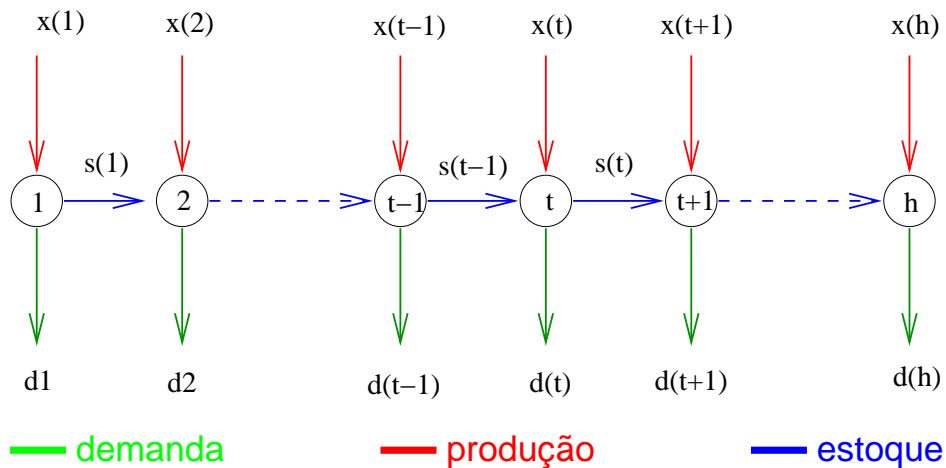 x(1) x(2) x(t−1) x(t) x(t+1) x(h)
s(1) s(t−1) s(t)
1 2 t−1 t t+1 h
d1 d2 d(t−1) d(t) d(t+1) d(h)
demanda produção estoque